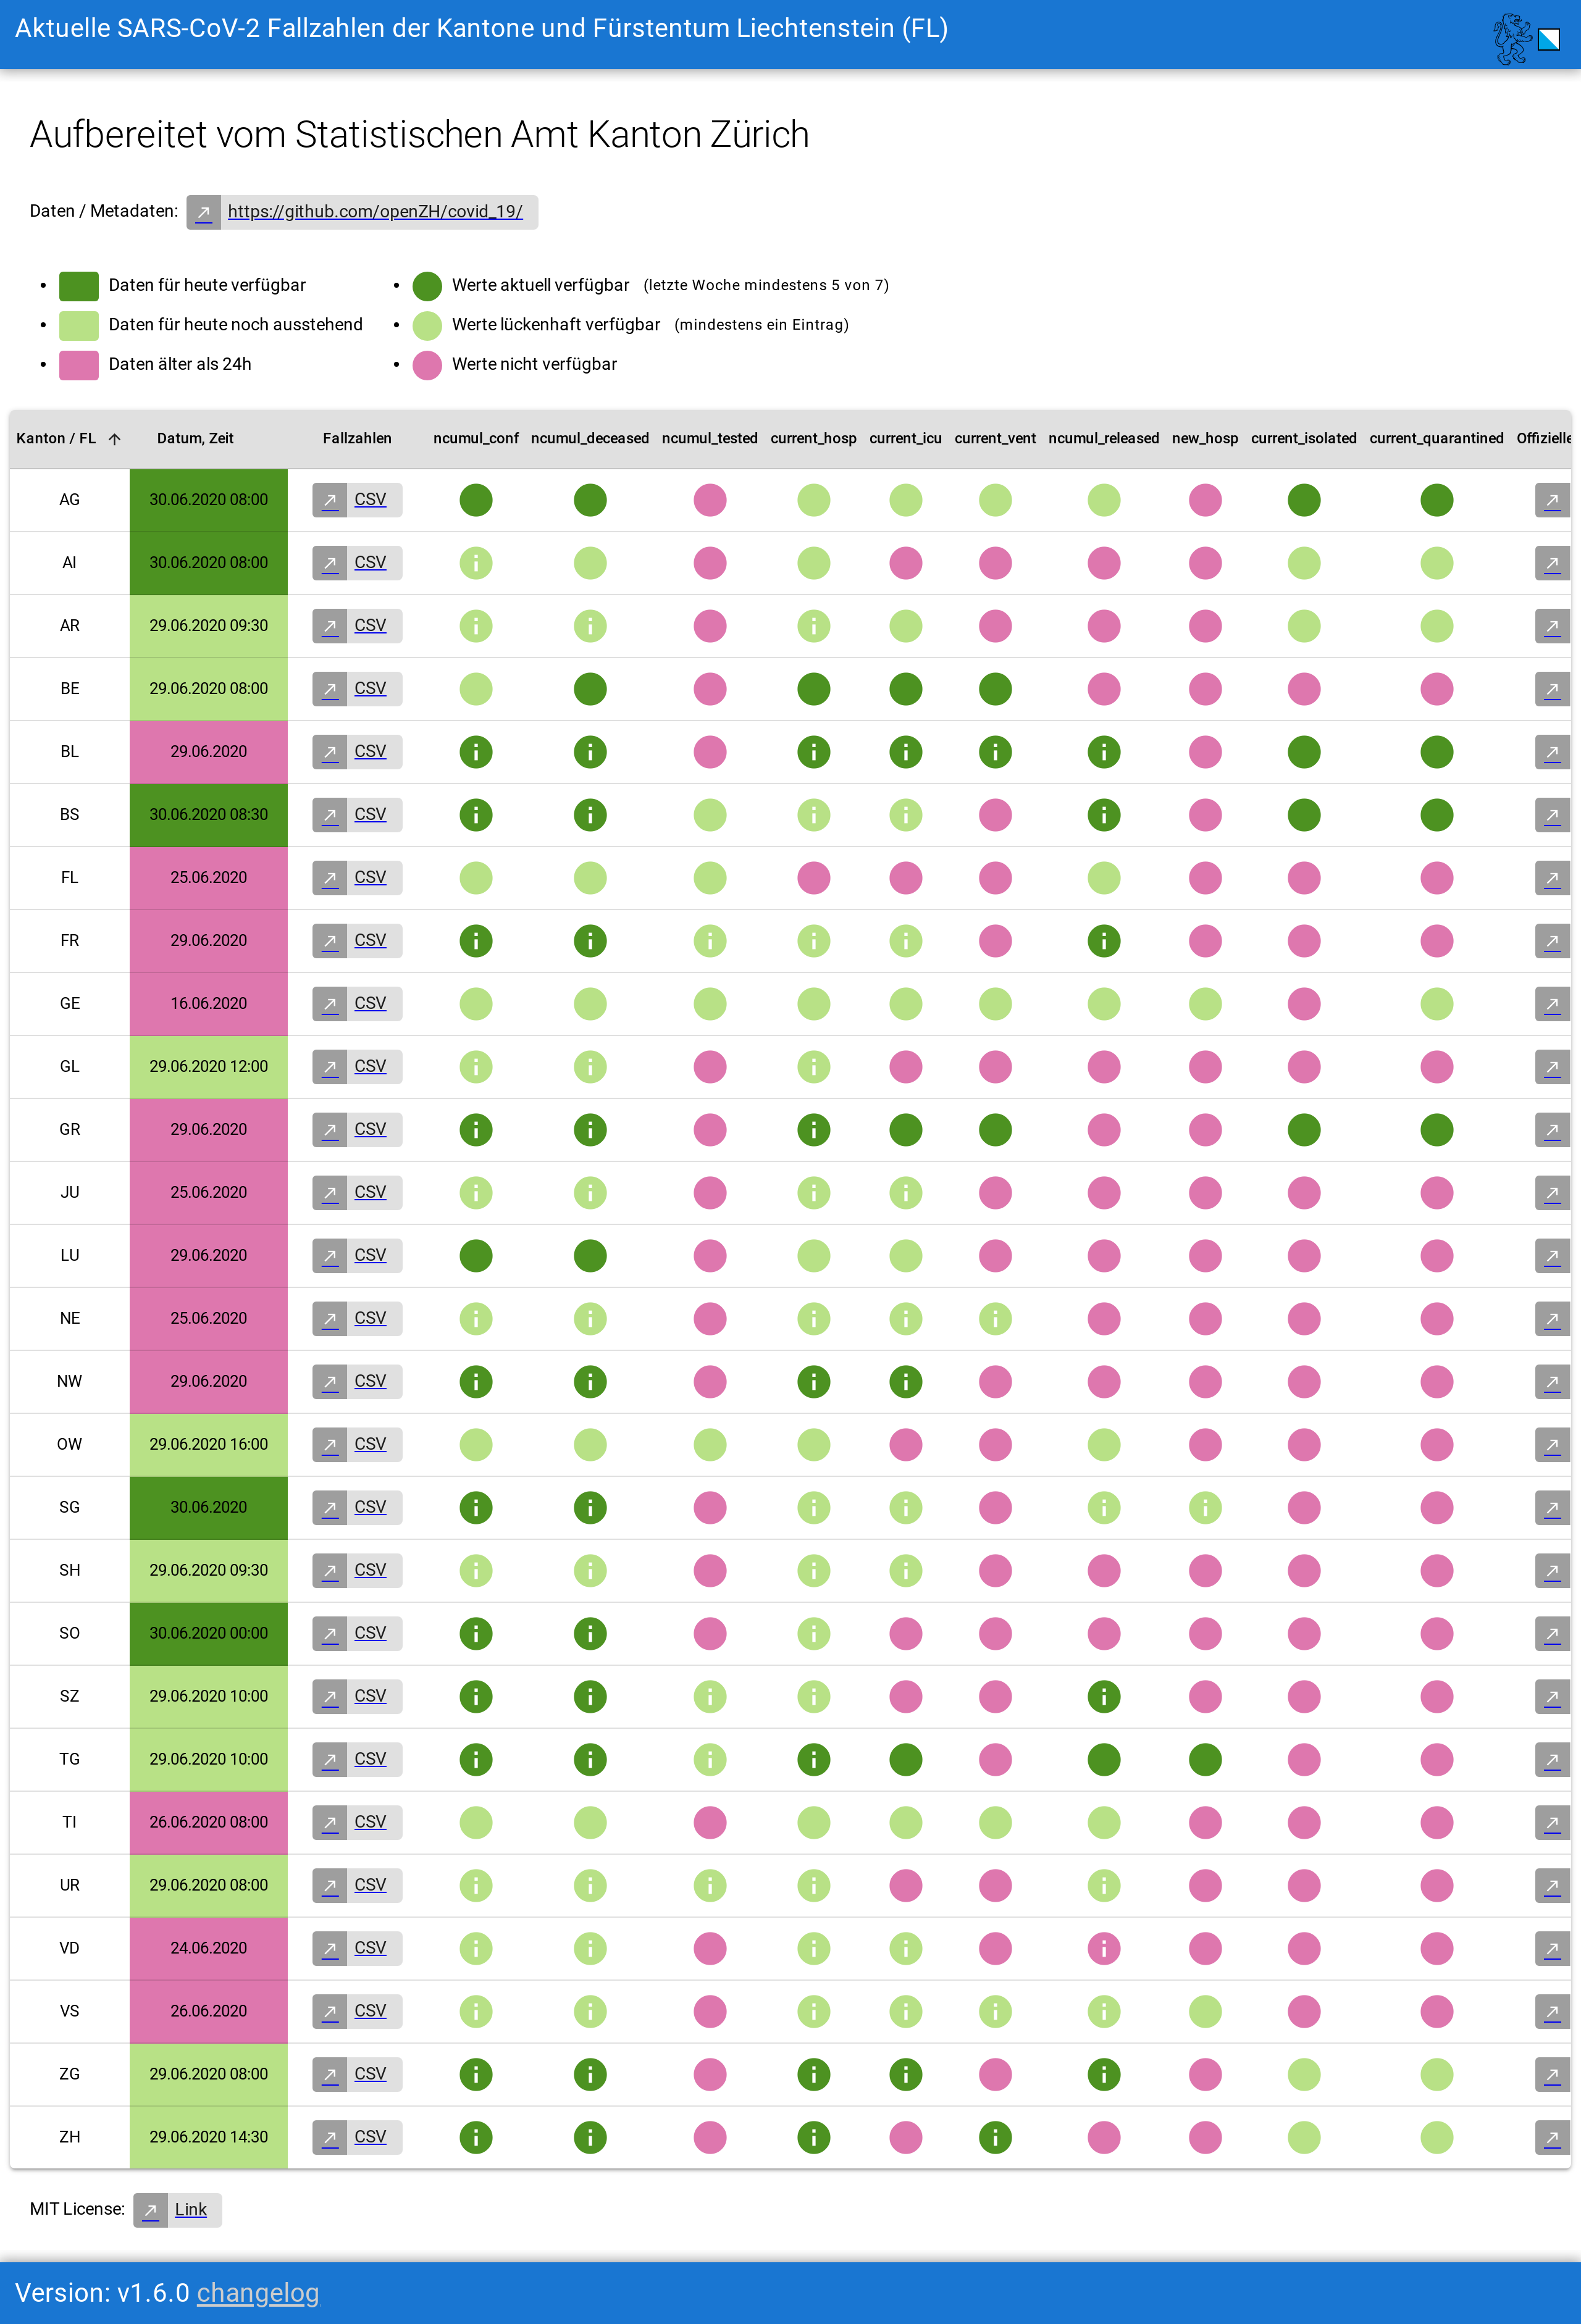 Aktuelle SARS-CoV-2 Fallzahlen der Kantone und Fürstentum Liechtenstein (FL)
Aufbereitet vom Statistischen Amt Kanton Zürich
Daten / Metadaten: https://github.com/openZH/covid_19/
Daten für heute verfügbar
Daten für heute noch ausstehend
Daten älter als 24h
Werte aktuell verfügbar (letzte Woche mindestens 5 von 7)
Werte lückenhaft verfügbar (mindestens ein Eintrag)
Werte nicht verfügbar
Kanton / FL Datum, Zeit Fallzahlen ncumul_conf ncumul_deceased ncumul_tested current_hosp current_icu current_vent ncumul_released new_hosp current_isolated current_quarantined Offizielle
AG 30.06.2020 08:00 CSV
AI 30.06.2020 08:00 CSV
AR 29.06.2020 09:30 CSV
BE 29.06.2020 08:00 CSV
BL 29.06.2020 CSV
BS 30.06.2020 08:30 CSV
FL 25.06.2020 CSV
FR 29.06.2020 CSV
GE 16.06.2020 CSV
GL 29.06.2020 12:00 CSV
GR 29.06.2020 CSV
JU 25.06.2020 CSV
LU 29.06.2020 CSV
NE 25.06.2020 CSV
NW 29.06.2020 CSV
OW 29.06.2020 16:00 CSV
SG 30.06.2020 CSV
SH 29.06.2020 09:30 CSV
SO 30.06.2020 00:00 CSV
SZ 29.06.2020 10:00 CSV
TG 29.06.2020 10:00 CSV
TI 26.06.2020 08:00 CSV
UR 29.06.2020 08:00 CSV
VD 24.06.2020 CSV
VS 26.06.2020 CSV
ZG 29.06.2020 08:00 CSV
ZH 29.06.2020 14:30 CSV
MIT License: Link
Version: v1.6.0 changelog